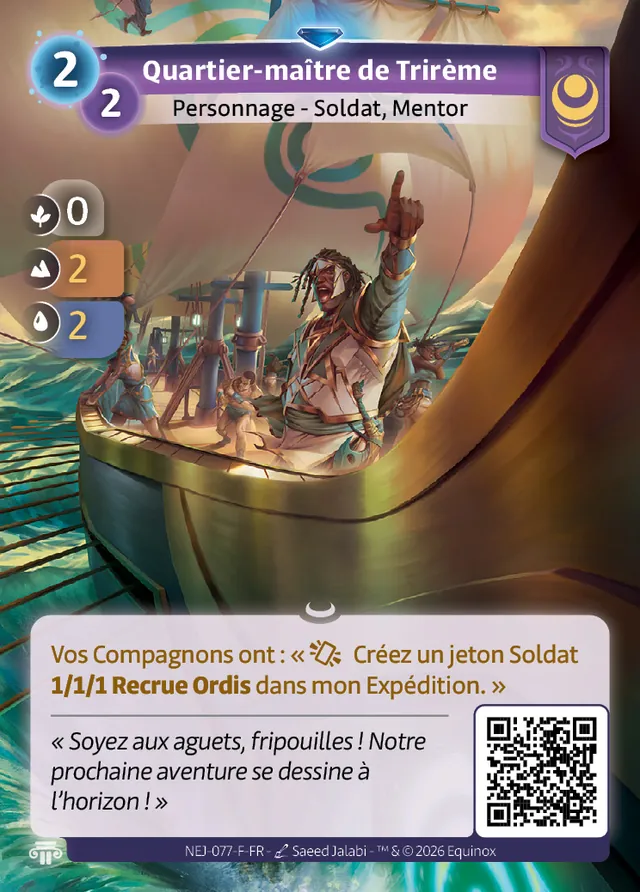 2
2
Quartier-maître de Trirème
Personnage - Soldat, Mentor
0
2
2
Vos Compagnons ont : « Créez un jeton Soldat
1/1/1 Recrue Ordis dans mon Expédition. »
« Soyez aux aguets, fripouilles ! Notre
prochaine aventure se dessine à
l'horizon ! »
NEJ-077-F-FR - Saeed Jalabi - ™ & © 2026 Equinox